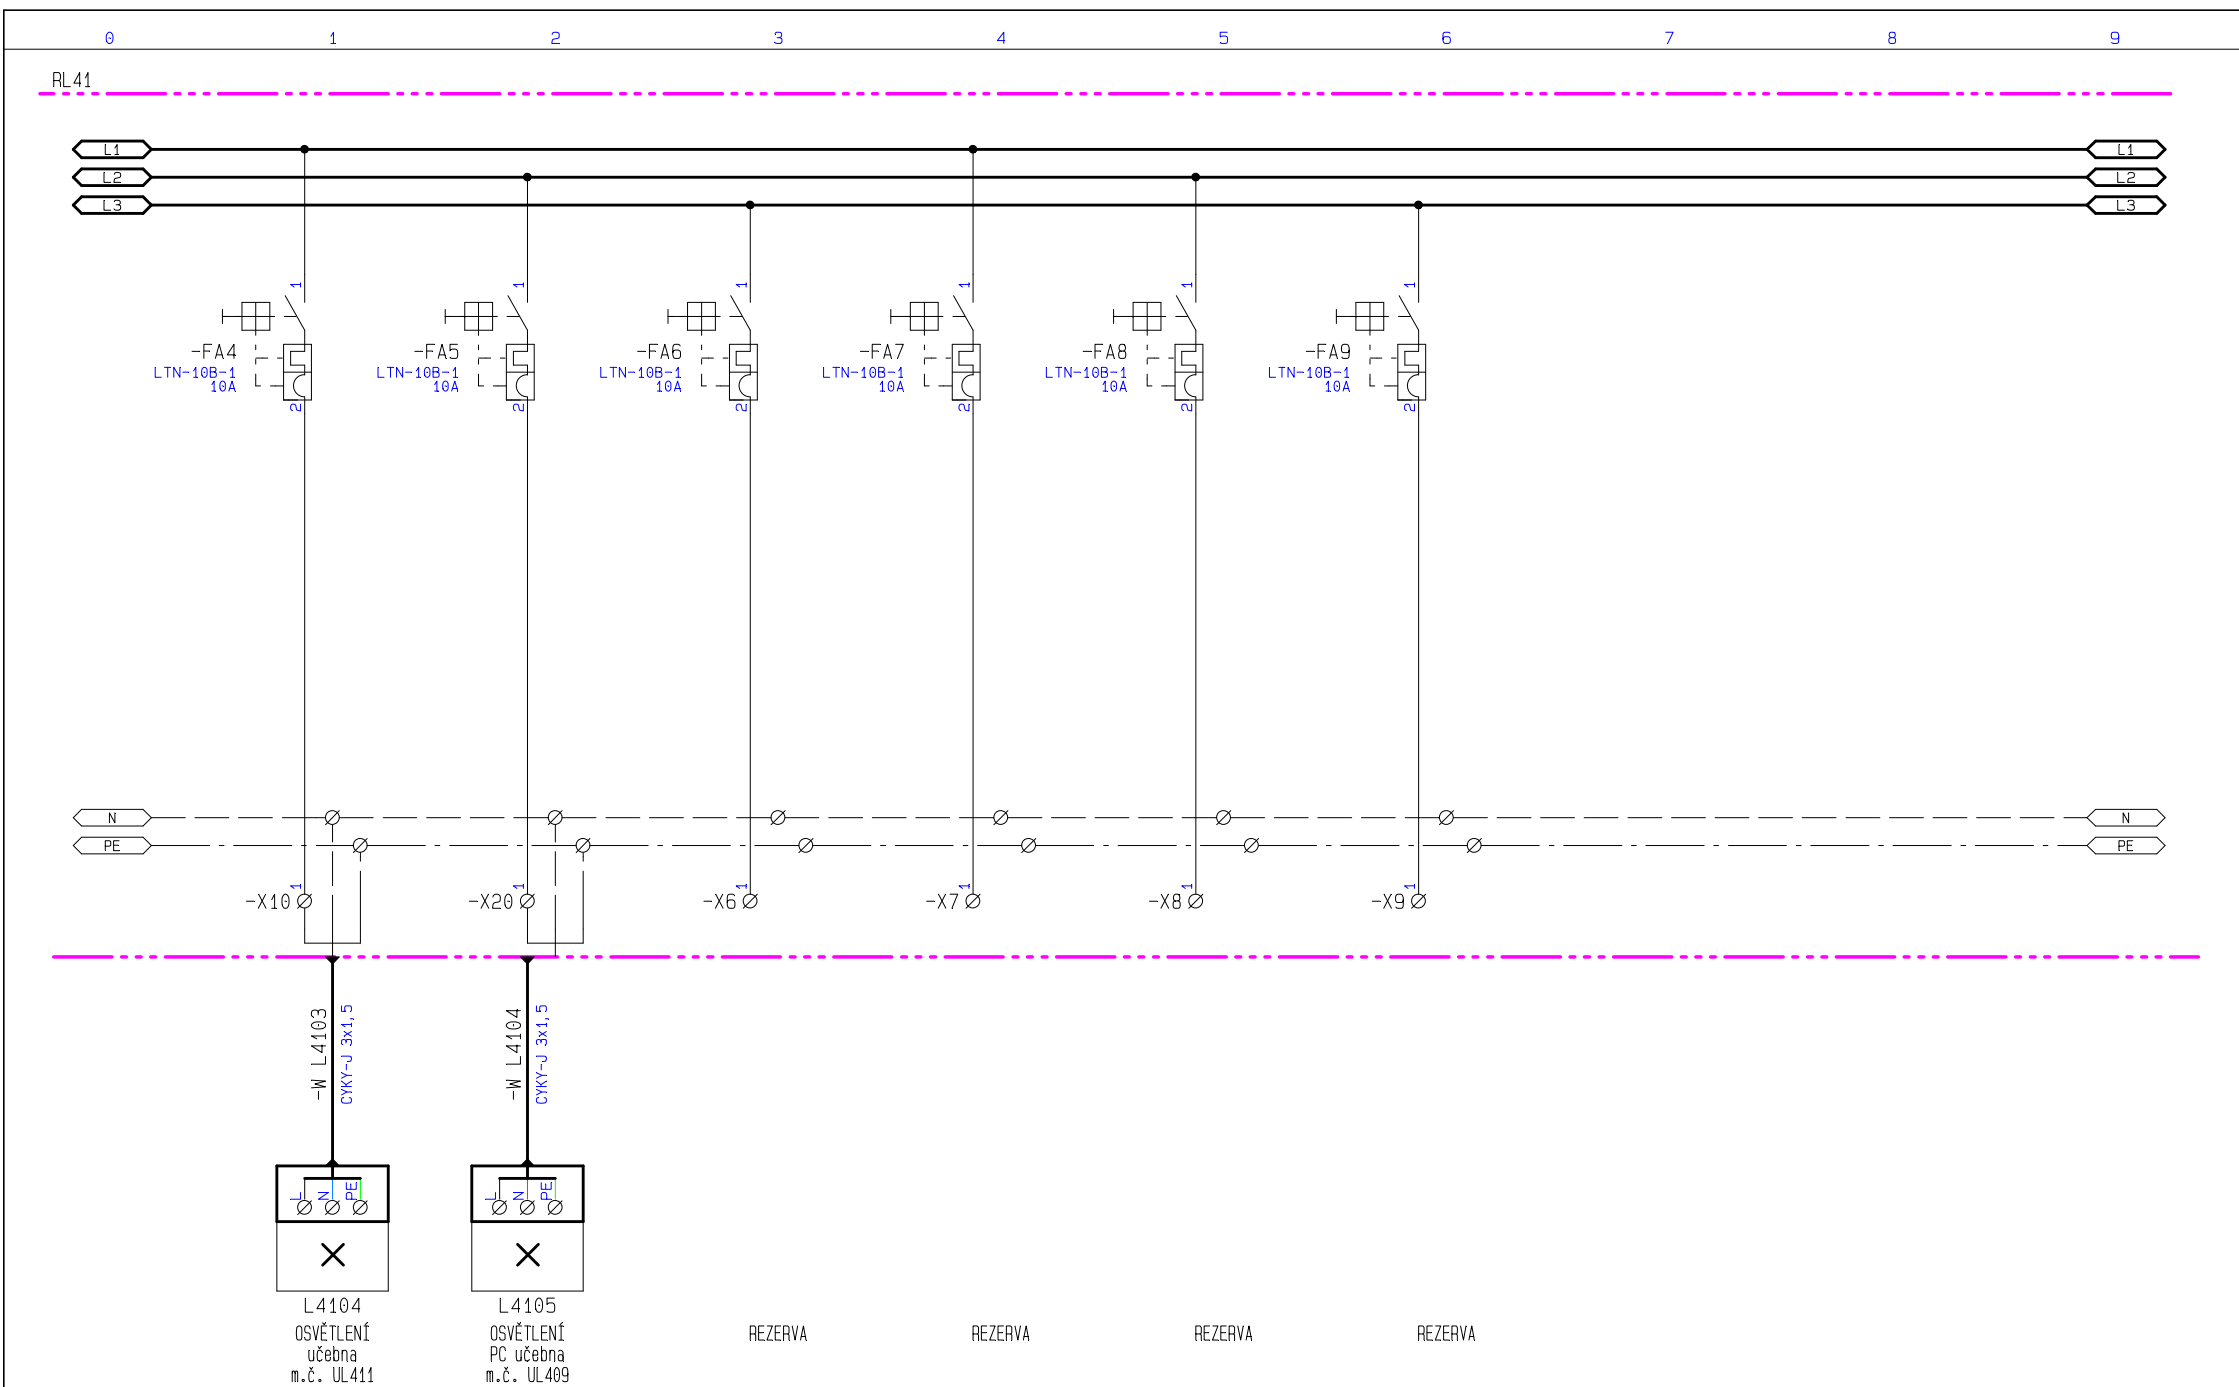 0 1 2 3 4 5 6 7 8 9
RL41
L1 L1
L2 L2
L3 L3
1 1 1 1 1 1
-FA4 -FA5 -FA6 -FA7 -FA8 -FA9
LTN-10B-1 LTN-10B-1 LTN-10B-1 LTN-10B-1 LTN-10B-1 LTN-10B-1
10A 10A 10A 10A 10A 10A
2 2 2 2 2 2
N N
PE PE
1 1 1 1 1 1
-X10 -X20 -X6 -X7 -X8 -X9
-W L4103
CYKY-J 3x1,5
-W L4104
CYKY-J 3x1,5
L N PE L N PE
L4104 L4105
OSVĚTLENÍ OSVĚTLENÍ REZERVA REZERVA REZERVA REZERVA
učebna PC učebna
m.č. UL411 m.č. UL409